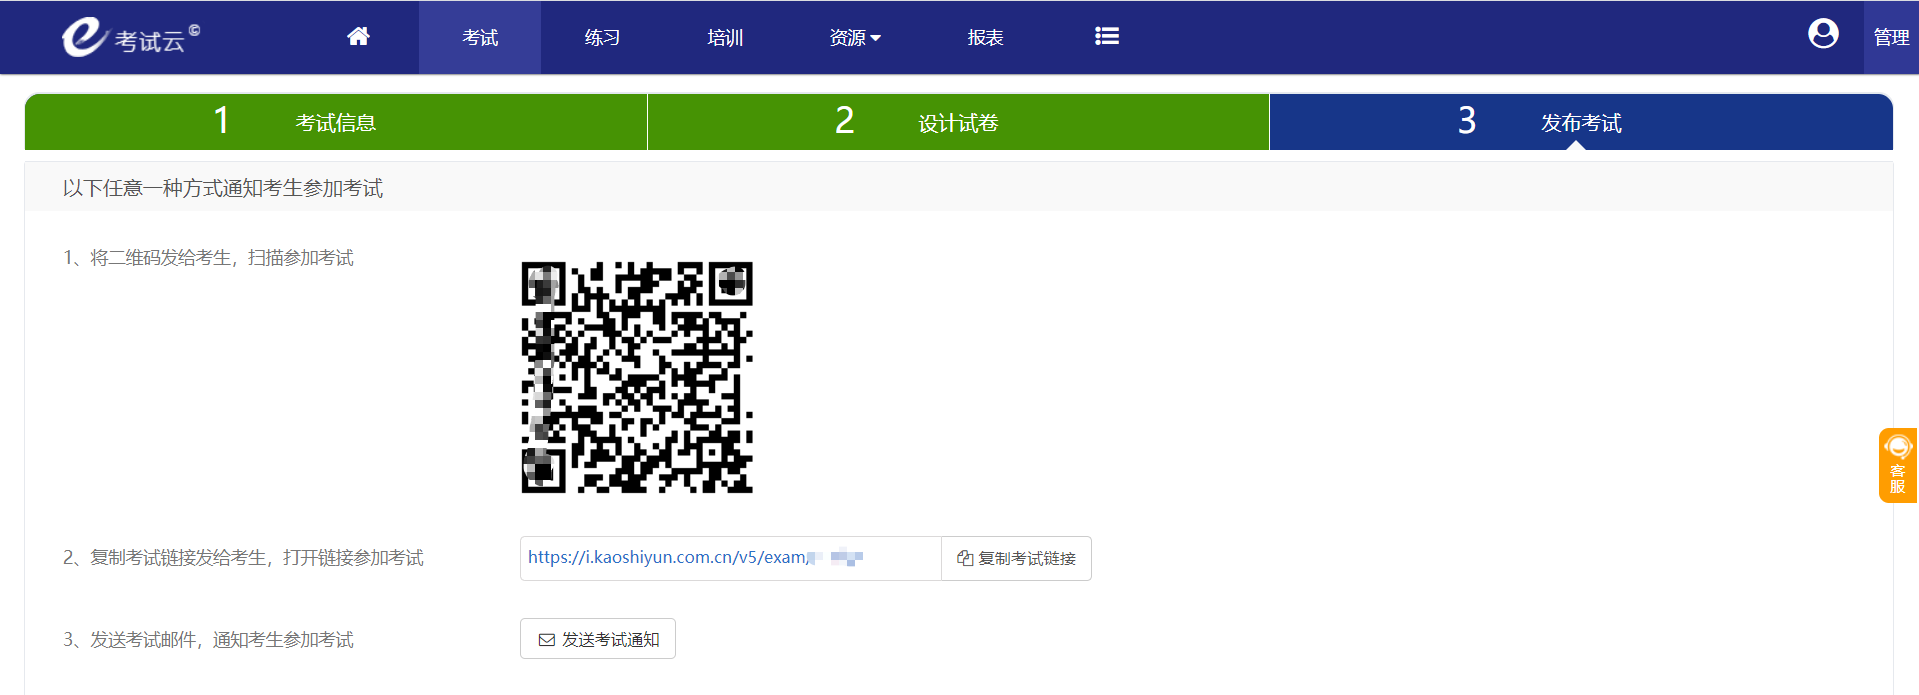 e 考试云©
考试
练习
培训
资源
报表
管理
1 考试信息
2 设计试卷
3 发布考试
以下任意一种方式通知考生参加考试
1、将二维码发给考生，扫描参加考试
2、复制考试链接发给考生，打开链接参加考试
https://i.kaoshiyun.com.cn/v5/exam/
复制考试链接
3、发送考试邮件，通知考生参加考试
发送考试通知
客服